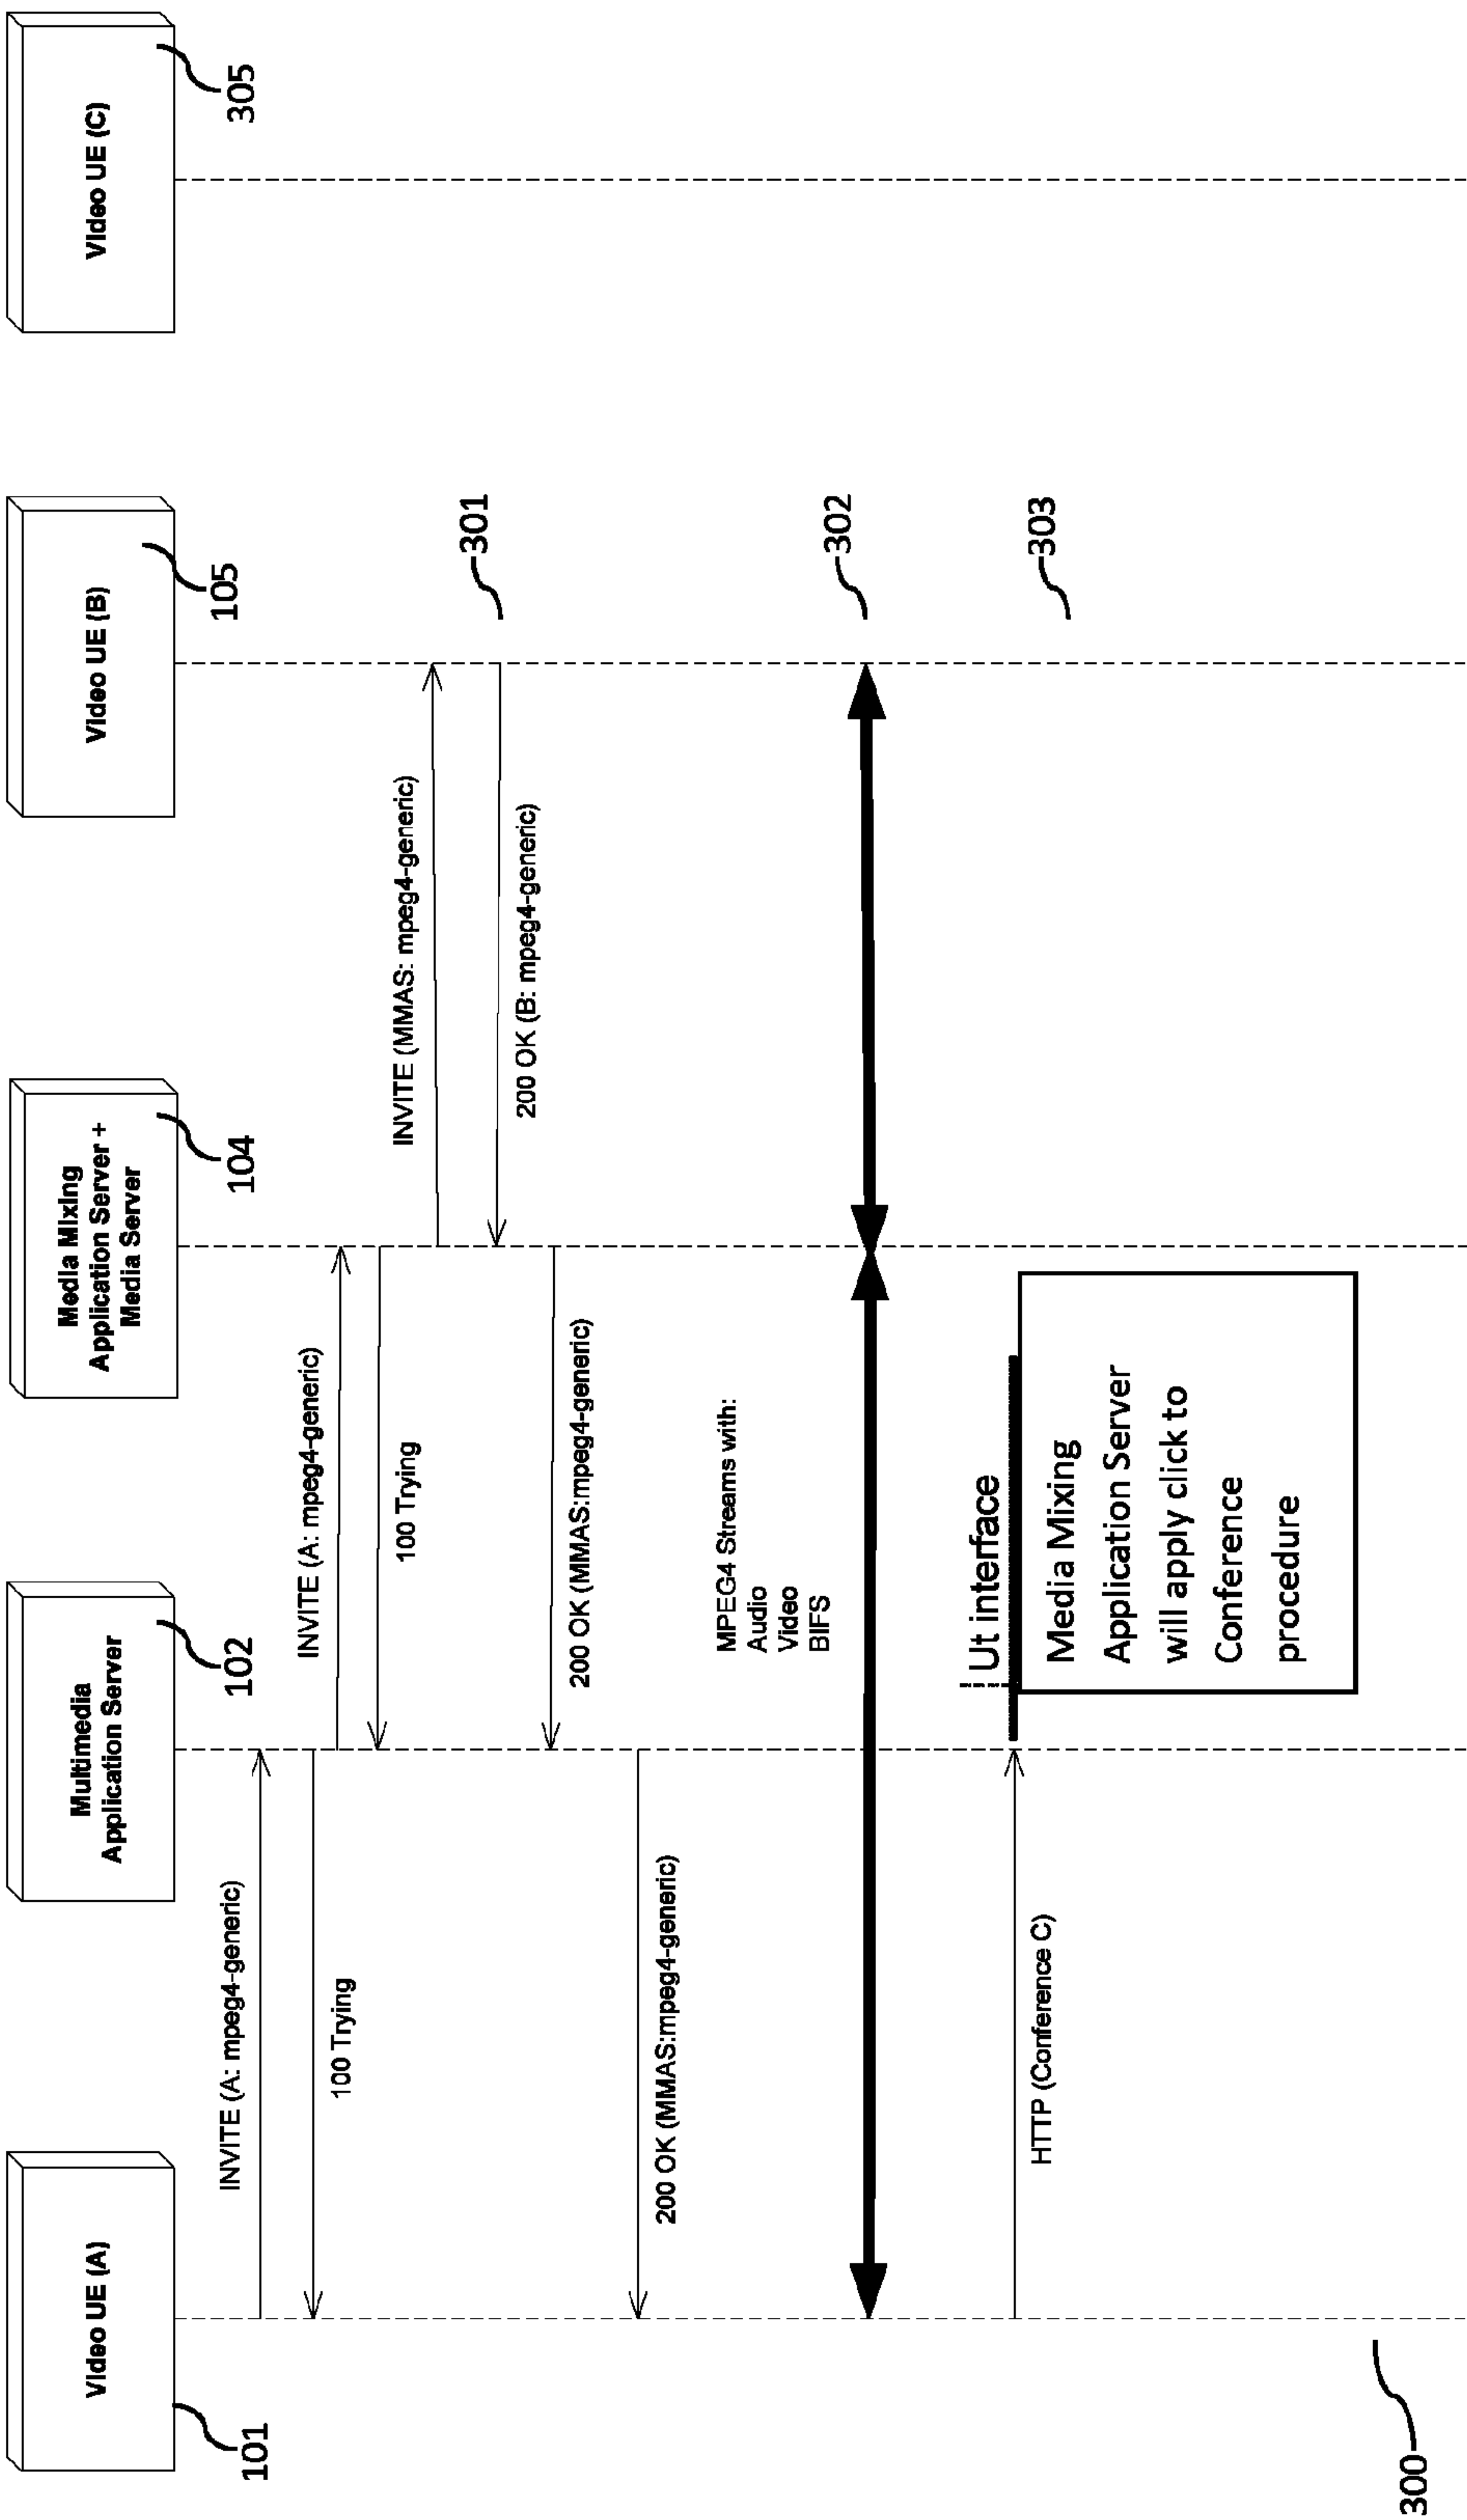 Video UE (A)
101
Multimedia
Application Server
102
Media Mixing
Application Server +
Media Server
104
Video UE (B)
105
Video UE (C)
305
INVITE (A: mpeg4-generic)
100 Trying
INVITE (A: mpeg4-generic)
100 Trying
INVITE (MMAS: mpeg4-generic)
301
200 OK (B: mpeg4-generic)
200 OK (MMAS:mpeg4-generic)
200 OK (MMAS:mpeg4-generic)
MPEG4 Streams with:
Audio
Video
BIFS
302
HTTP (Conference C)
Ut interface
303
Media Mixing
Application Server
will apply click to
Conference
procedure
300